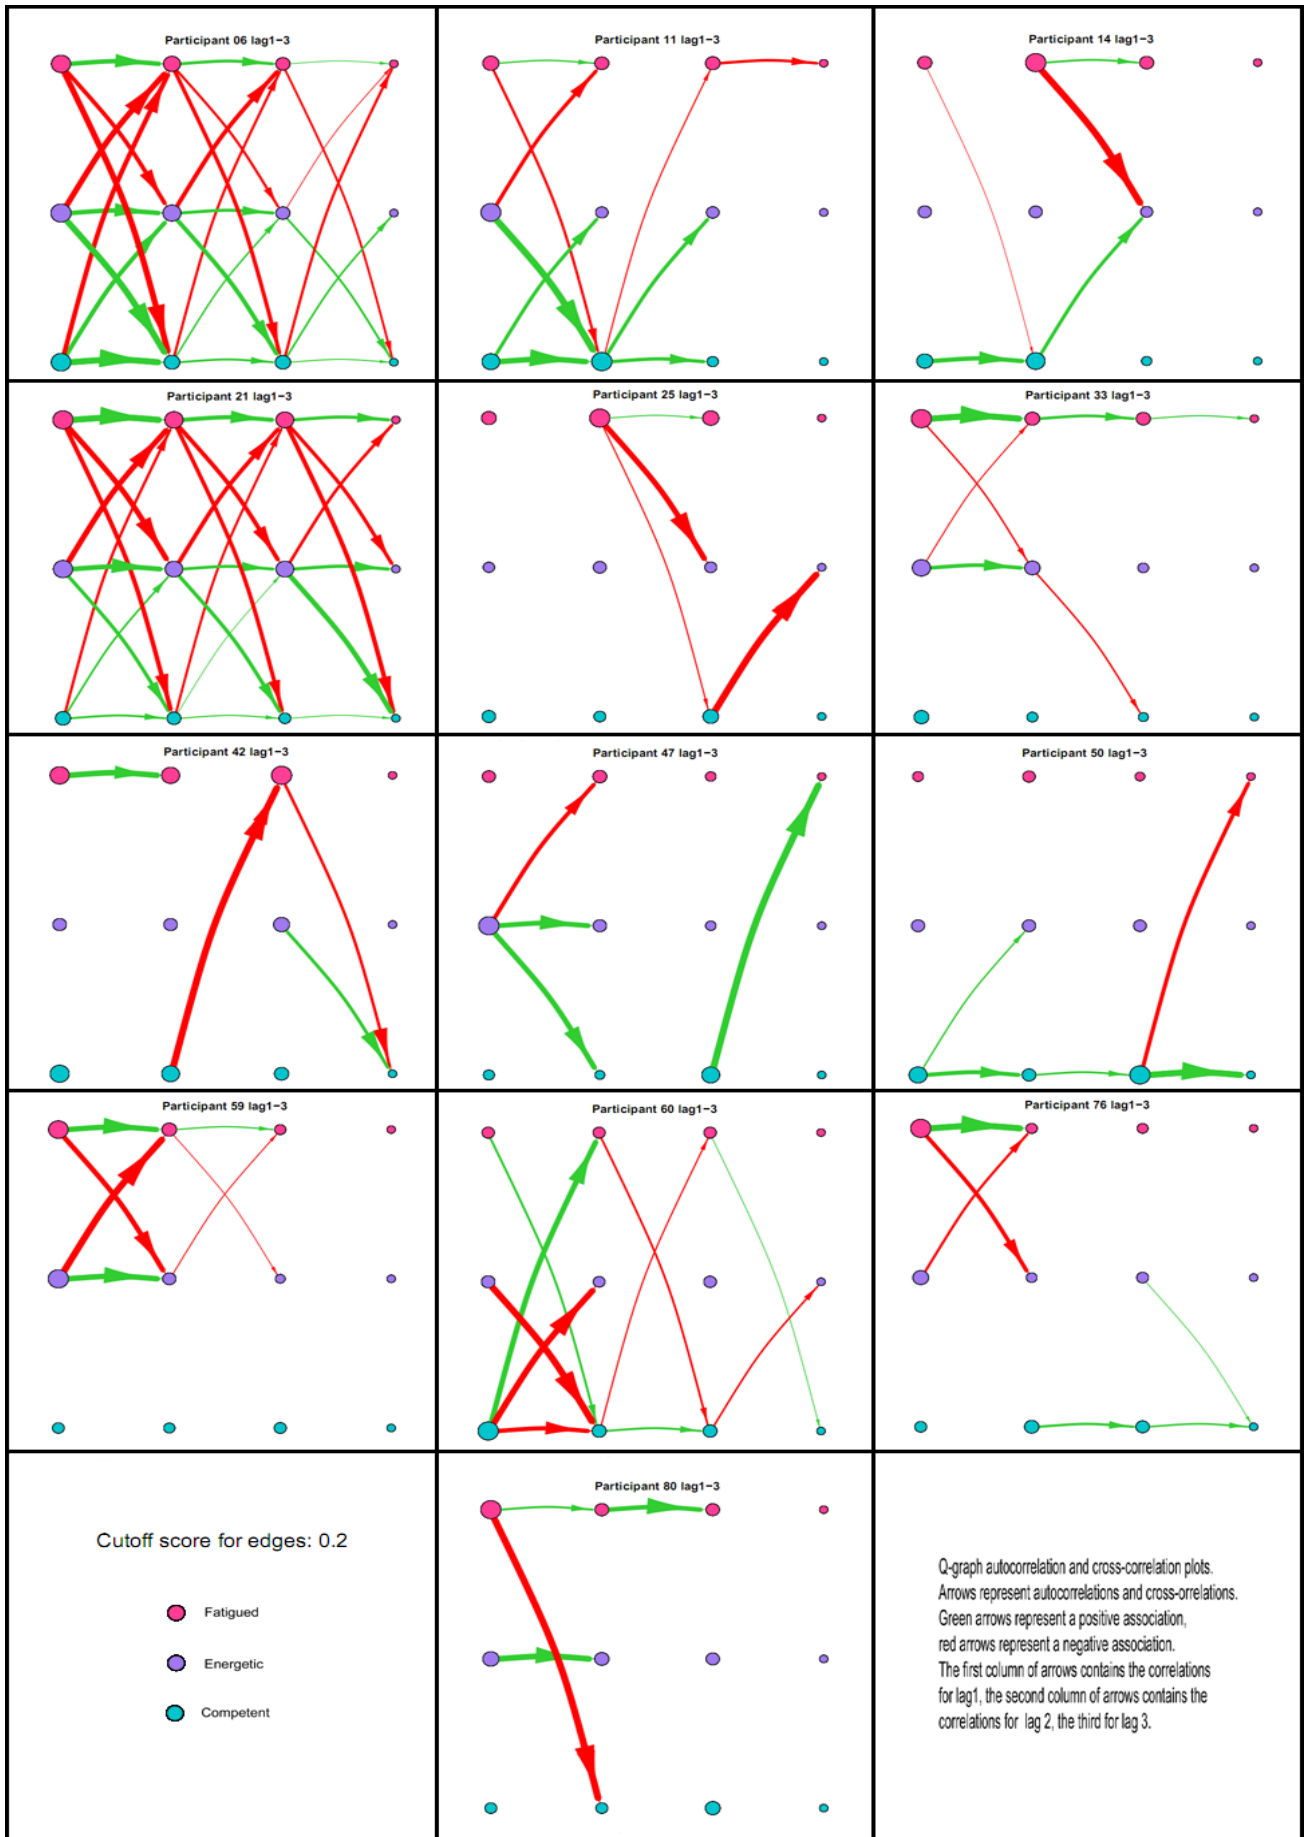 Participant 06 lag1−3
Participant 11 lag1−3
Participant 14 lag1−3
Participant 21 lag1−3
Participant 25 lag1−3
Participant 33 lag1−3
Participant 42 lag1−3
Participant 47 lag1−3
Participant 50 lag1−3
Participant 59 lag1−3
Participant 60 lag1−3
Participant 76 lag1−3
Cutoff score for edges: 0.2
Fatigued
Energetic
Competent
Participant 80 lag1−3
Q-graph autocorrelation and cross-correlation plots.
Arrows represent autocorrelations and cross-orrelations.
Green arrows represent a positive association,
red arrows represent a negative association.
The first column of arrows contains the correlations
for lag1, the second column of arrows contains the
correlations for lag 2, the third for lag 3.